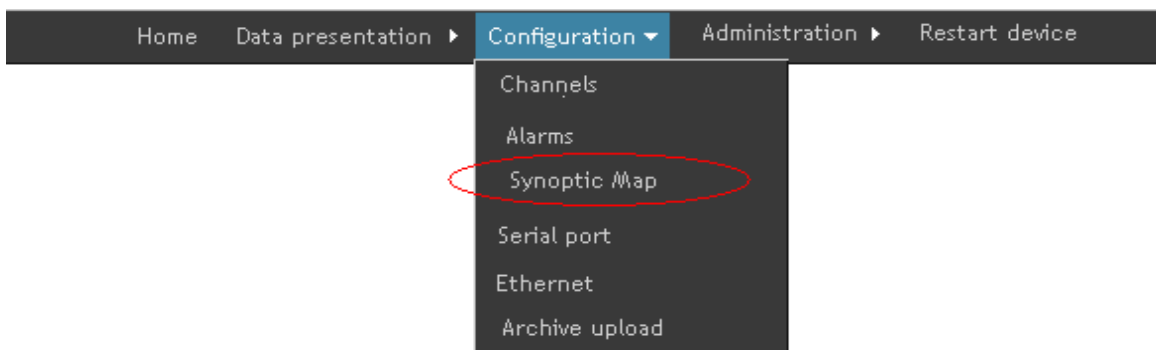 Home Data presentation ▶ Configuration ▼ Administration ▶ Restart device
Channels
Alarms
Synoptic Map
Serial port
Ethernet
Archive upload